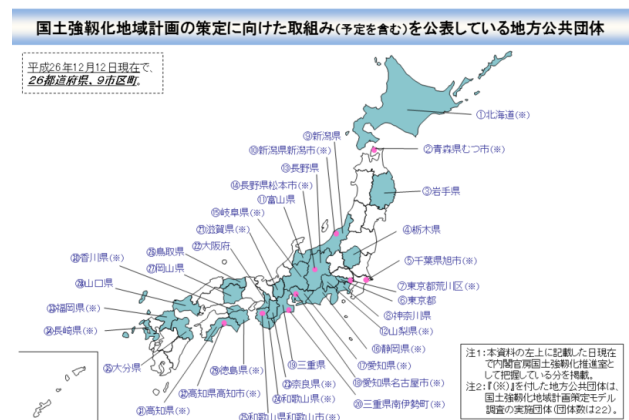 国土強靱化地域計画の策定に向けた取組み(予定を含む)を公表している地方公共団体
平成26年12月12日現在で、
26都道府県、9市区町。
①北海道(※)
②青森県むつ市(※)
③岩手県
④栃木県
⑤千葉県旭市(※)
⑦東京都荒川区(※)
⑥東京都
⑧神奈川県
⑫山梨県(※)
⑯静岡県(※)
⑰愛知県(※)
⑱愛知県名古屋市(※)
⑳三重県南伊勢町(※)
⑨新潟県
⑩新潟県新潟市(※)
⑬長野県
⑭長野県松本市(※)
⑪富山県
⑮岐阜県(※)
㉑滋賀県(※)
㉒大阪府
鳥取県
香川県(※)
㉗岡山県
山口県
福岡県(※)
長崎県(※)
大分県
㉛高知県(※)
高知県高知市(※)
徳島県(※)
⑲三重県
㉓奈良県(※)
㉔和歌山県(※)
㉕和歌山県和歌山市(※)
注1:本資料の左上に記載した日現在
で内閣官房国土強靱化推進室と
して把握している分を掲載。
注2:『(※)』を付した地方公共団体は、
国土強靱化地域計画策定モデル
調査の実施団体(団体数は22)。